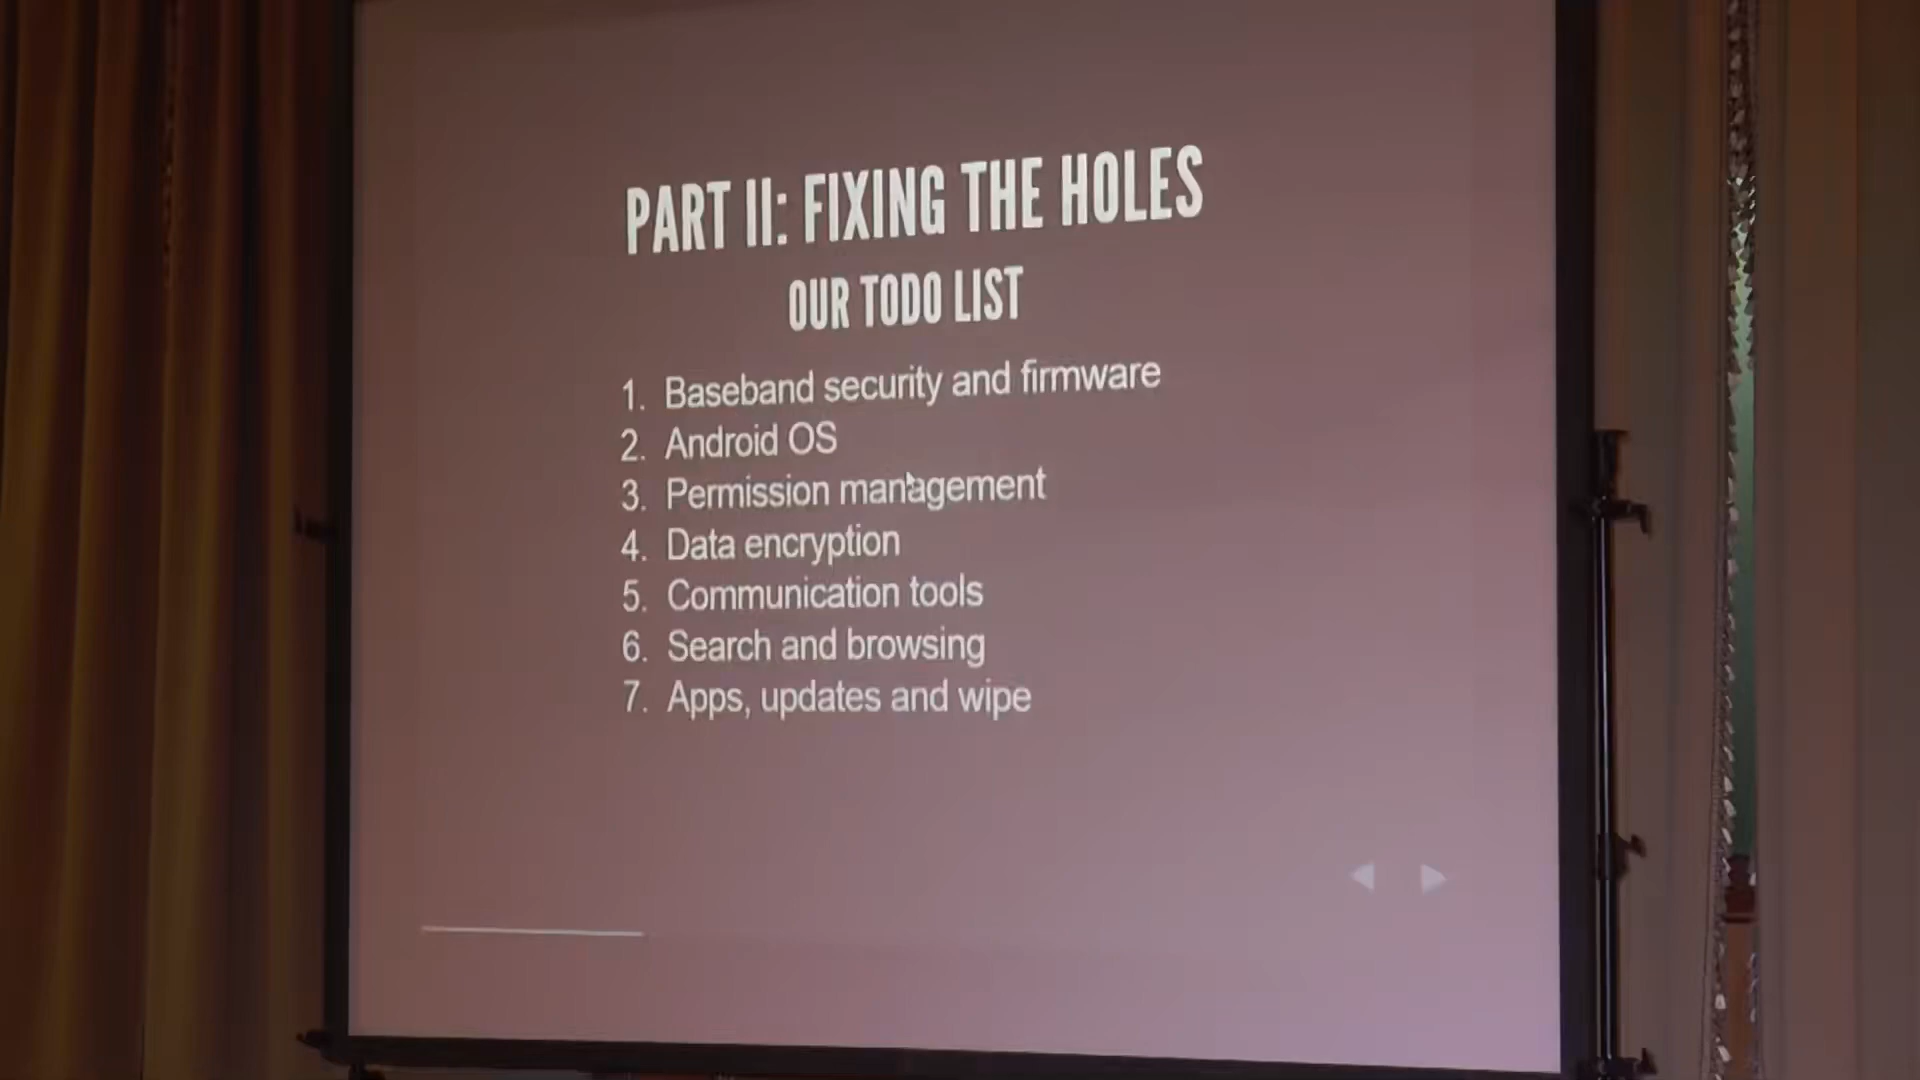 PART II: FIXING THE HOLES
OUR TODO LIST
1. Baseband security and firmware
2. Android OS
3. Permission management
4. Data encryption
5. Communication tools
6. Search and browsing
7. Apps, updates and wipe